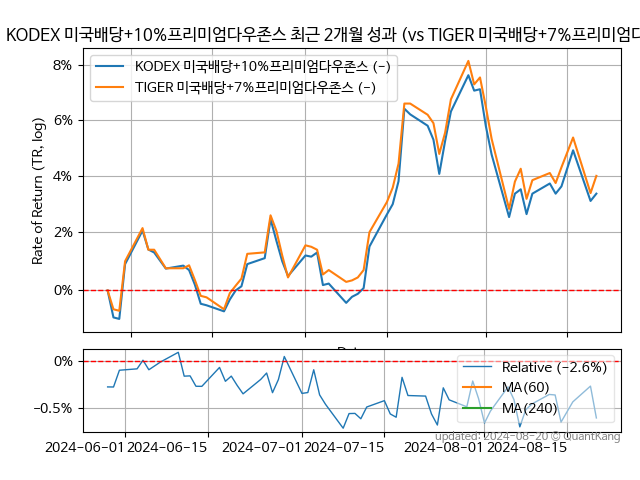 KODEX 미국배당+10%프리미엄다우존스 최근 2개월 성과 (vs TIGER 미국배당+7%프리미엄다
KODEX 미국배당+10%프리미엄다우존스 (-)
TIGER 미국배당+7%프리미엄다우존스 (-)
8%
6%
4%
2%
0%
Rate of Return (TR, log)
Relative (-2.6%)
MA(60)
MA(240)
0%
-0.5%
2024-06-01 2024-06-15 2024-07-01 2024-07-15 2024-08-01 2024-08-15
updated: 2024-08-20 © QuantKang